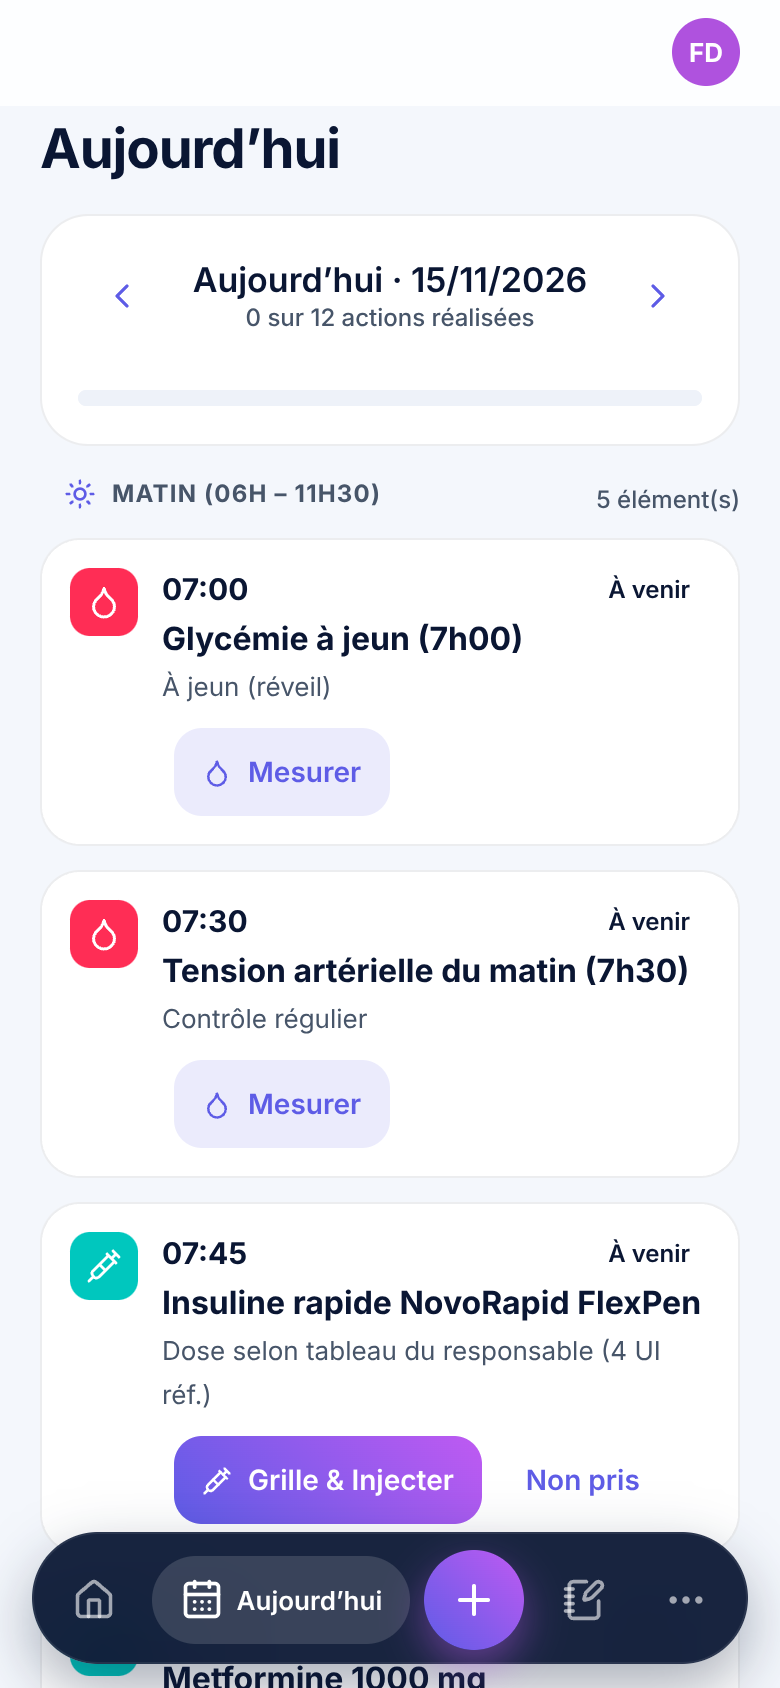 FD
Aujourd’hui
Aujourd’hui · 15/11/2026
0 sur 12 actions réalisées
MATIN (06H – 11H30)
5 élément(s)
07:00
À venir
Glycémie à jeun (7h00)
À jeun (réveil)
Mesurer
07:30
À venir
Tension artérielle du matin (7h30)
Contrôle régulier
Mesurer
07:45
À venir
Insuline rapide NovoRapid FlexPen
Dose selon tableau du responsable (4 UI
réf.)
Grille & Injecter
Non pris
Aujourd’hui
Metformine 1000 mg